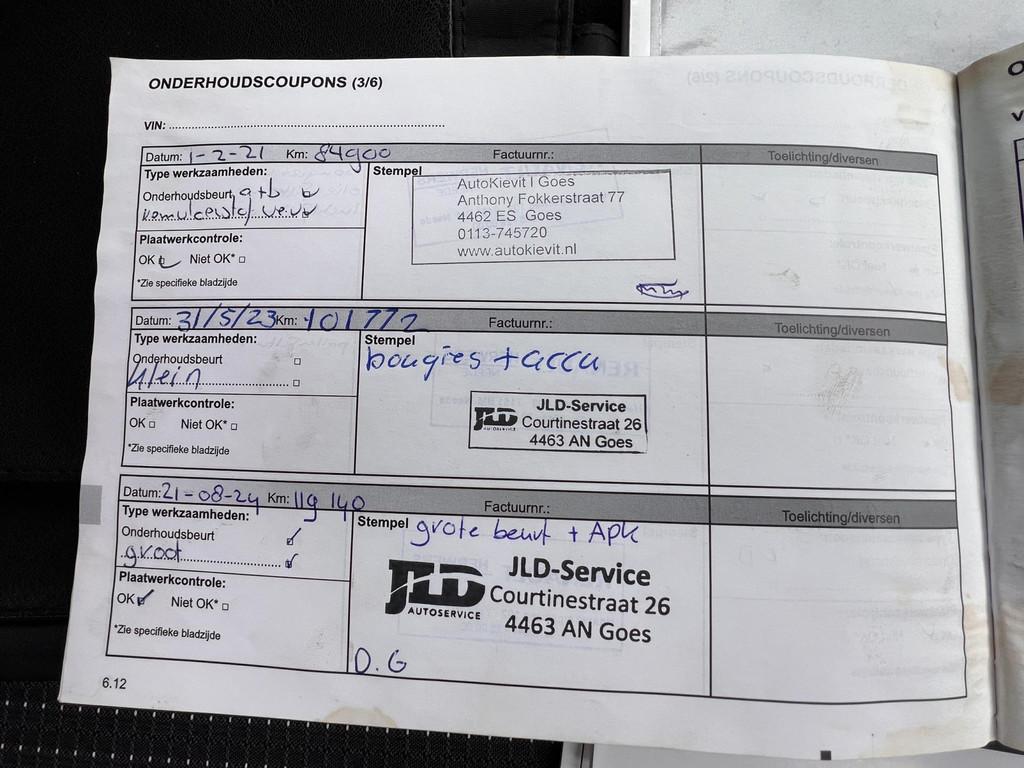 ONDERHOUDSCOUPONS (3/6)
VIN:
Datum: 1-2-21 Km: 84900 Factuurnr.: Toelichting/diversen
Type werkzaamheden:
Onderhoudsbeurt a+b
Plaatwerkcontrole:
OK Niet OK*
*Zie specifieke bladzijde
Stempel
AutoKievit I Goes
Anthony Fokkerstraat 77
4462 ES Goes
0113-745720
www.autokievit.nl
Datum: 31/5/23 Km: 101772 Factuurnr.: Toelichting/diversen
Type werkzaamheden:
Onderhoudsbeurt
klein
Plaatwerkcontrole:
OK Niet OK*
*Zie specifieke bladzijde
Stempel
bougies + accu
JLD AUTOSERVICE
JLD-Service
Courtinestraat 26
4463 AN Goes
Datum: 21-08-24 Km: 119 140 Factuurnr.: Toelichting/diversen
Type werkzaamheden:
Onderhoudsbeurt
groot
Plaatwerkcontrole:
OK Niet OK*
*Zie specifieke bladzijde
Stempel grote beurt + APK
JLD AUTOSERVICE
JLD-Service
Courtinestraat 26
4463 AN Goes
D.G
6.12